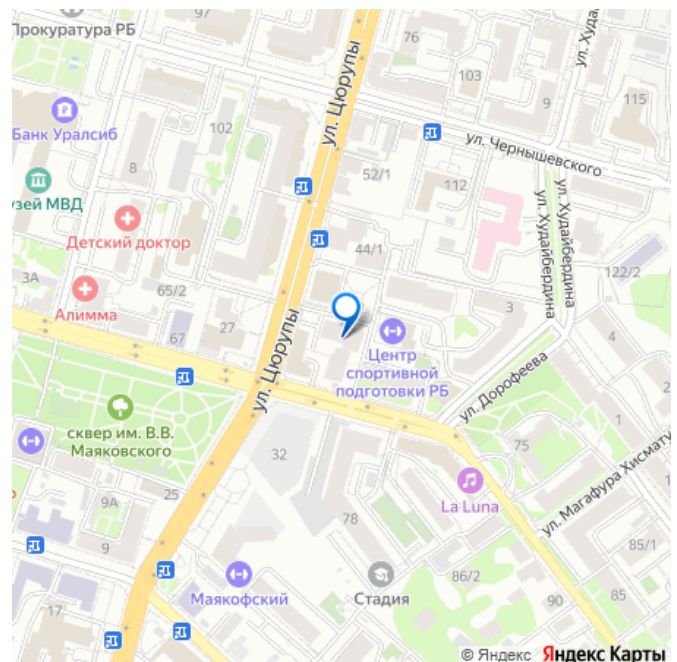 97
Прокуратура РБ
ул. Худа
76
103
9
115
Банк Уралсиб
ул. Цюрупы
102
8
ул. Чернышевского
52/1
112
зей МВД
Детский доктор
ул. Худайбердина
ул. Худайбердина
44/1
122/2
3А
Алимма
65/2
67
27
3
ул. Цюрупы
Центр
спортивной
подготовки РБ
ул. Дорофеева
сквер им. В.В.
Маяковского
1
32
75
La Luna
ул. Магафура Хисмату
25
9А
9
78
85/1
Маякофский
Стадия
86/2
90
85
17
© Яндекс Яндекс Карты